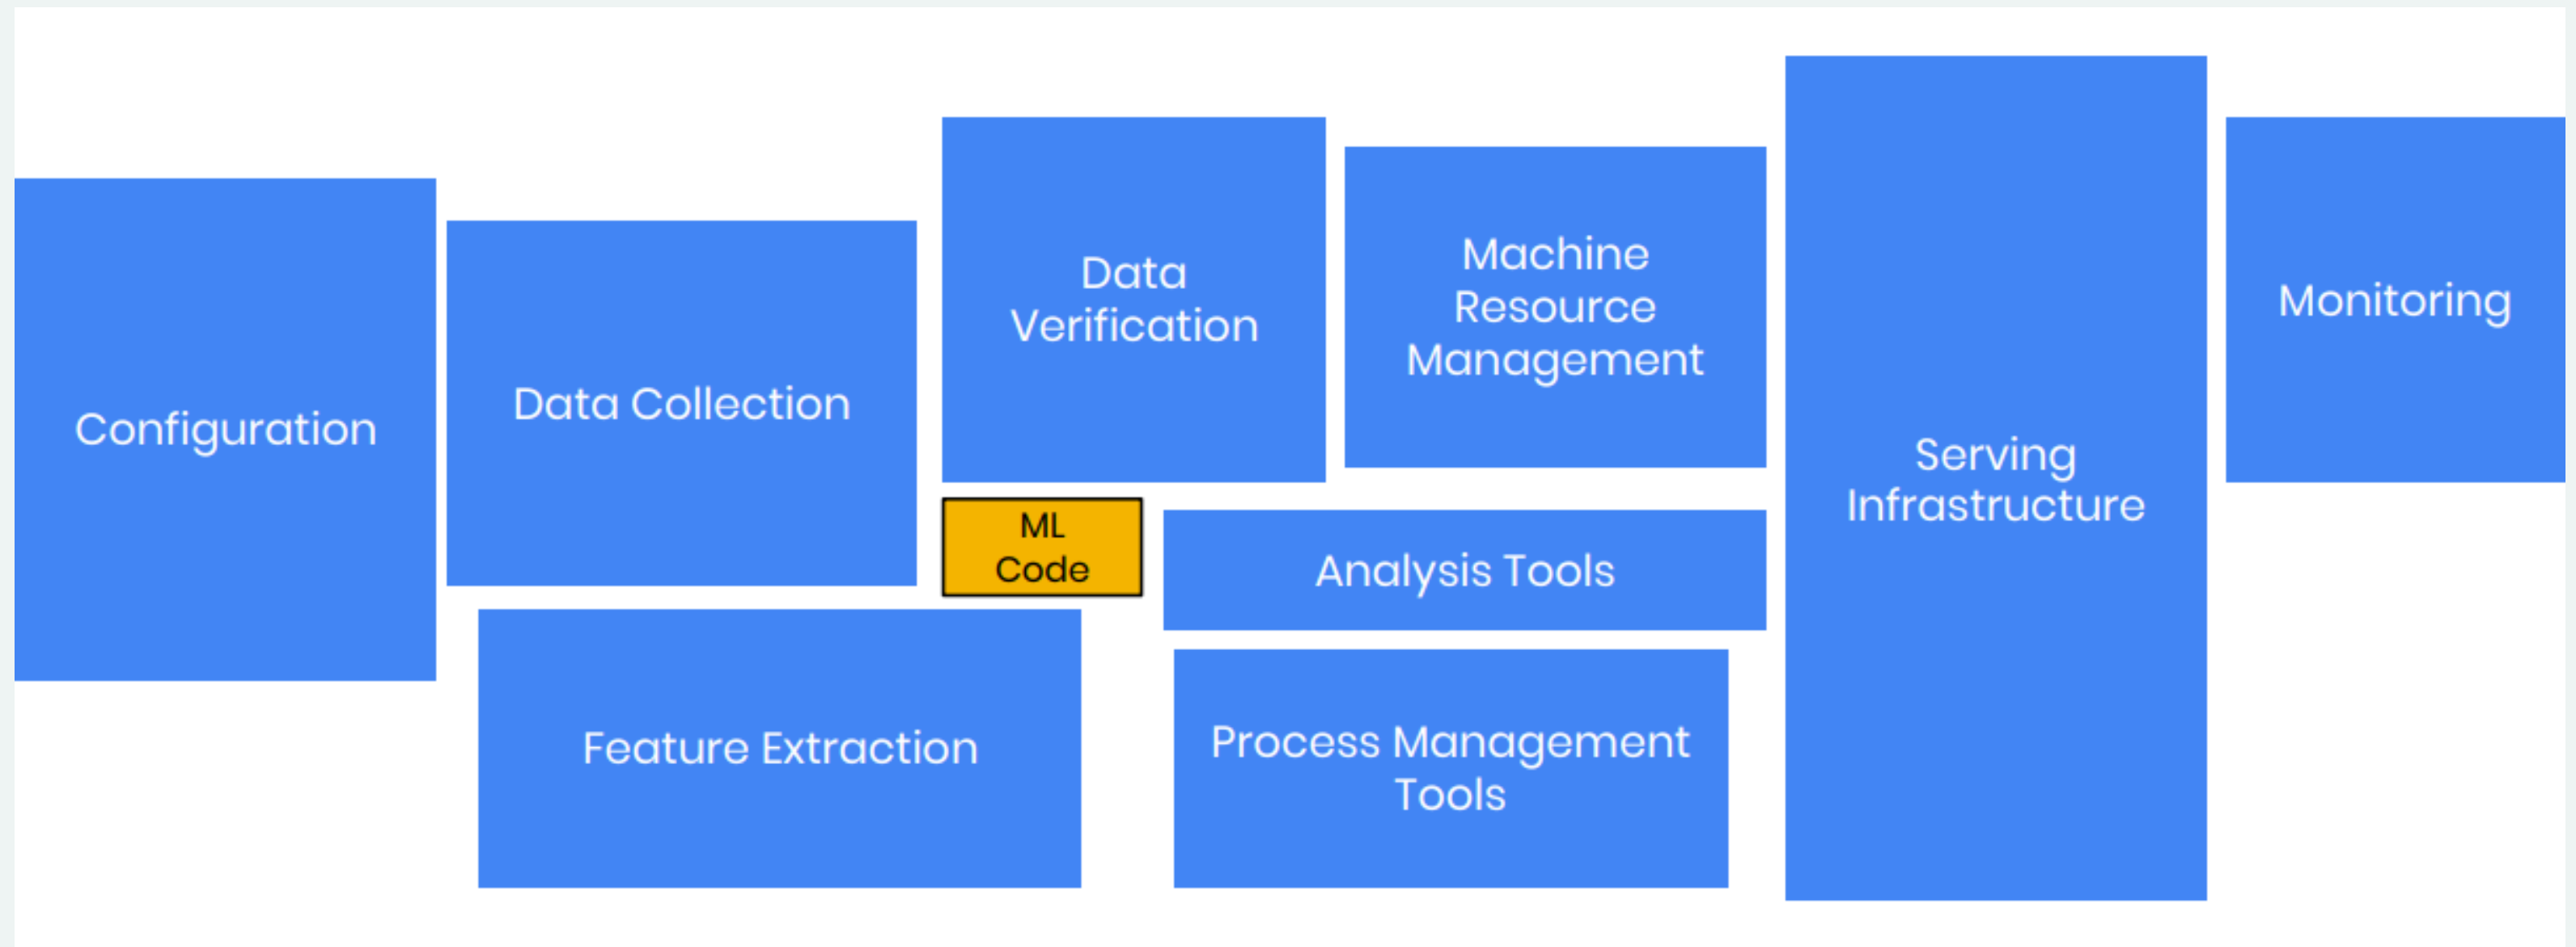 Configuration
Data Collection
Data
Verification
Machine
Resource
Management
Serving
Infrastructure
Monitoring
ML
Code
Analysis Tools
Feature Extraction
Process Management
Tools